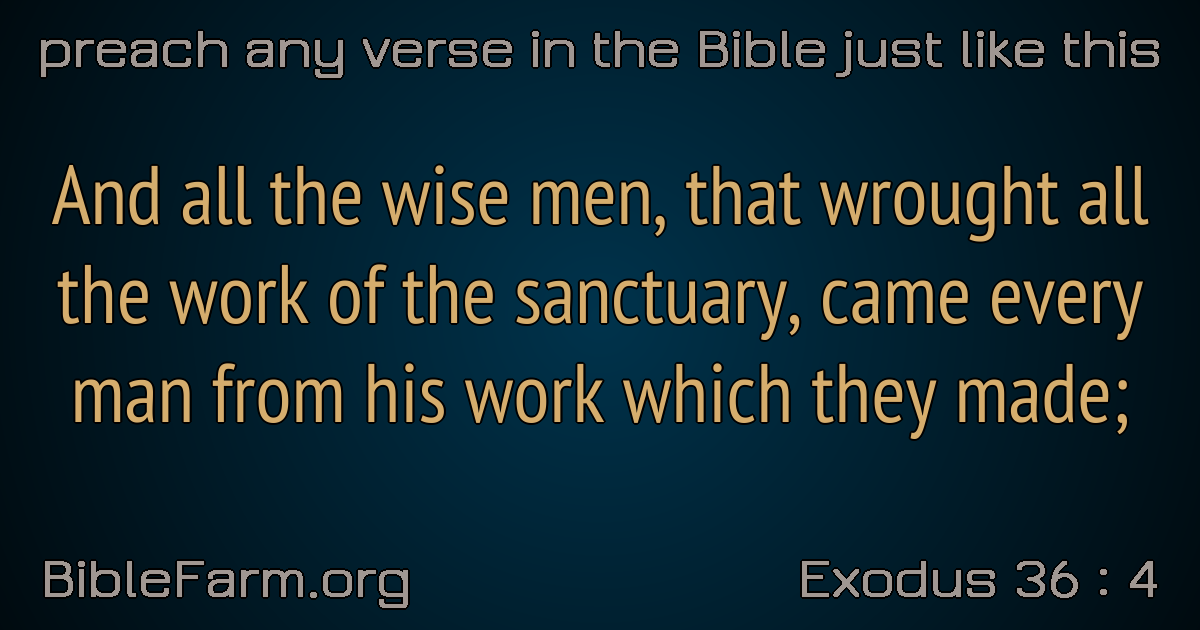 preach any verse in the Bible just like this
And all the wise men, that wrought all
the work of the sanctuary, came every
man from his work which they made;
BibleFarm.org
Exodus 36 : 4